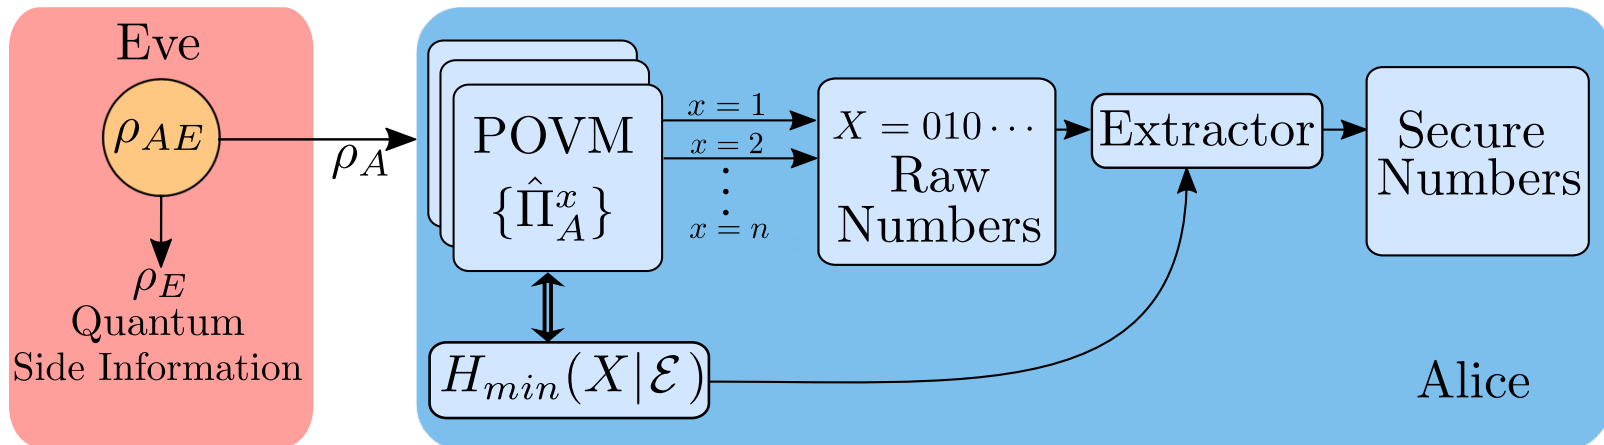 Eve
ρ_{AE}
ρ_A
ρ_E
Quantum
Side Information
POVM
{Π̂_A^x}
x = 1
x = 2
⋮
x = n
X = 010 ···
Raw
Numbers
Extractor
Secure
Numbers
H_{min}(X|ℰ)
Alice